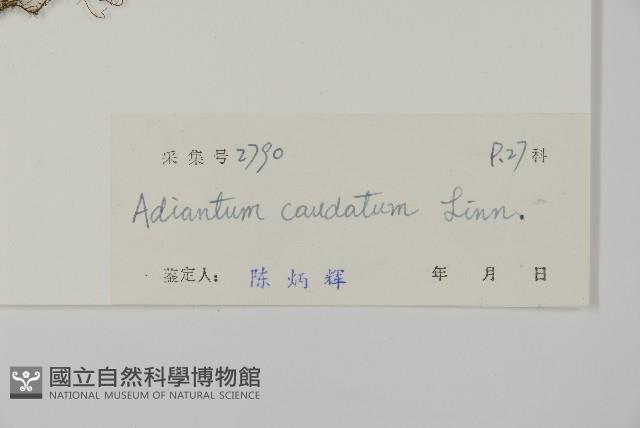 采集号 2790 P.27 科
Adiantum caudatum Linn.
鉴定人： 陈炳辉 年 月 日
國立自然科學博物館
NATIONAL MUSEUM OF NATURAL SCIENCE